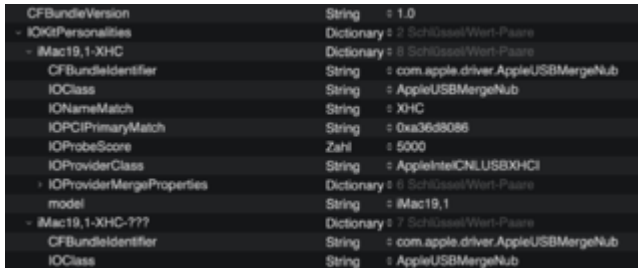 CFBundleVersion String 1.0
IOKitPersonalities Dictionary 2 Schlüssel/Wert-Paare
iMac19,1-XHC Dictionary 8 Schlüssel/Wert-Paare
CFBundleIdentifier String com.apple.driver.AppleUSBMergeNub
IOClass String AppleUSBMergeNub
IONameMatch String XHC
IOPCIPrimaryMatch String 0xa36d8086
IOProbeScore Zahl 5000
IOProviderClass String AppleIntelCNLUSBXHCI
IOProviderMergeProperties Dictionary 6 Schlüssel/Wert-Paare
model String iMac19,1
iMac19,1-XHC-??? Dictionary 7 Schlüssel/Wert-Paare
CFBundleIdentifier String com.apple.driver.AppleUSBMergeNub
IOClass String AppleUSBMergeNub